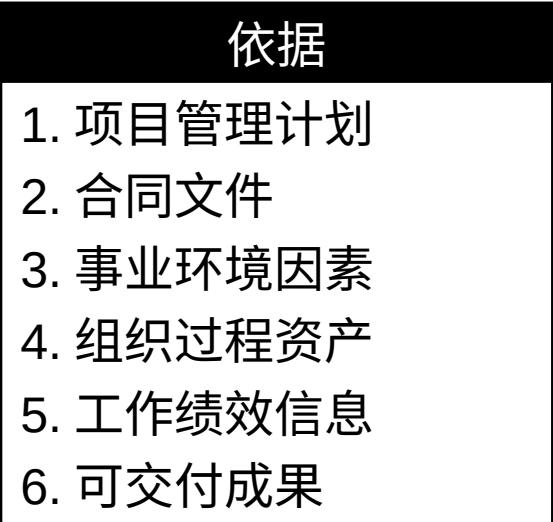 依据
1. 项目管理计划
2. 合同文件
3. 事业环境因素
4. 组织过程资产
5. 工作绩效信息
6. 可交付成果